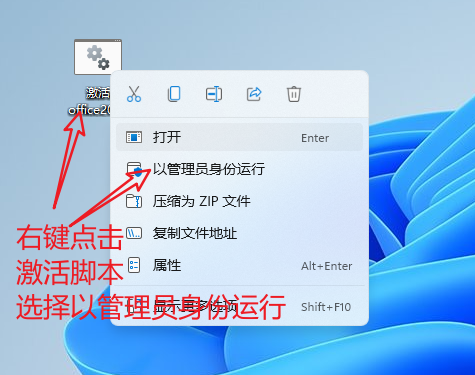 激活
office20
打开 Enter
以管理员身份运行
压缩为 ZIP 文件
复制文件地址
属性 Alt+Enter
显示更多选项 Shift+F10
右键点击
激活脚本
选择以管理员身份运行